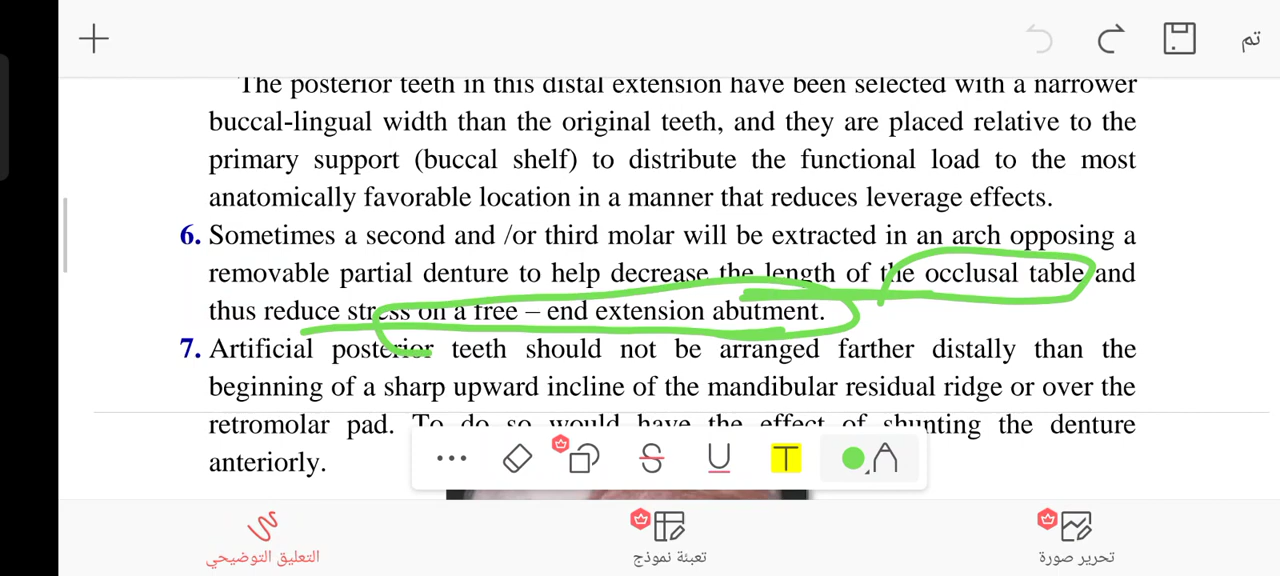 تم
The posterior teeth in this distal extension have been selected with a narrower
buccal-lingual width than the original teeth, and they are placed relative to the
primary support (buccal shelf) to distribute the functional load to the most
anatomically favorable location in a manner that reduces leverage effects.
6. Sometimes a second and /or third molar will be extracted in an arch opposing a
removable partial denture to help decrease the length of the occlusal table and
thus reduce stress on a free – end extension abutment.
7. Artificial posterior teeth should not be arranged farther distally than the
beginning of a sharp upward incline of the mandibular residual ridge or over the
retromolar pad. To do so would have the effect of shunting the denture
anteriorly.
S U T
التعليق التوضيحي
تعبئة نموذج
تحرير صورة